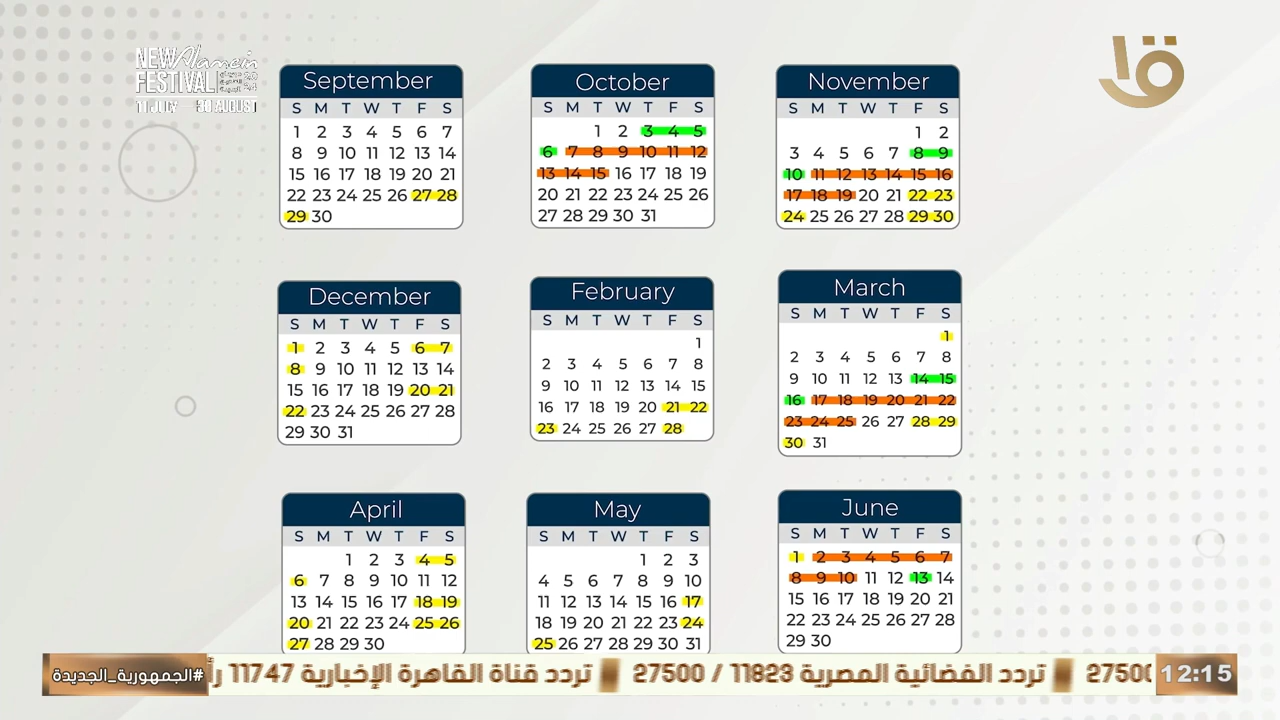 NEW Alamein
FESTIVAL
11 JULY 30 AUGUST
September
S M T W T F S
1 2 3 4 5 6 7
8 9 10 11 12 13 14
15 16 17 18 19 20 21
22 23 24 25 26 27 28
29 30
October
S M T W T F S
1 2 3 4 5
6 7 8 9 10 11 12
13 14 15 16 17 18 19
20 21 22 23 24 25 26
27 28 29 30 31
November
S M T W T F S
1 2
3 4 5 6 7 8 9
10 11 12 13 14 15 16
17 18 19 20 21 22 23
24 25 26 27 28 29 30
December
S M T W T F S
1 2 3 4 5 6 7
8 9 10 11 12 13 14
15 16 17 18 19 20 21
22 23 24 25 26 27 28
29 30 31
February
S M T W T F S
1
2 3 4 5 6 7 8
9 10 11 12 13 14 15
16 17 18 19 20 21 22
23 24 25 26 27 28
March
S M T W T F S
1
2 3 4 5 6 7 8
9 10 11 12 13 14 15
16 17 18 19 20 21 22
23 24 25 26 27 28 29
30 31
April
S M T W T F S
1 2 3 4 5
6 7 8 9 10 11 12
13 14 15 16 17 18 19
20 21 22 23 24 25 26
27 28 29 30
May
S M T W T F S
1 2 3
4 5 6 7 8 9 10
11 12 13 14 15 16 17
18 19 20 21 22 23 24
25 26 27 28 29 30 31
June
S M T W T F S
1 2 3 4 5 6 7
8 9 10 11 12 13 14
15 16 17 18 19 20 21
22 23 24 25 26 27 28
29 30
12:15
27500 تردد الفضائية المصرية 11823 / 27500 تردد قناة القاهرة الإخبارية 11747
#الجمهورية_الجديدة